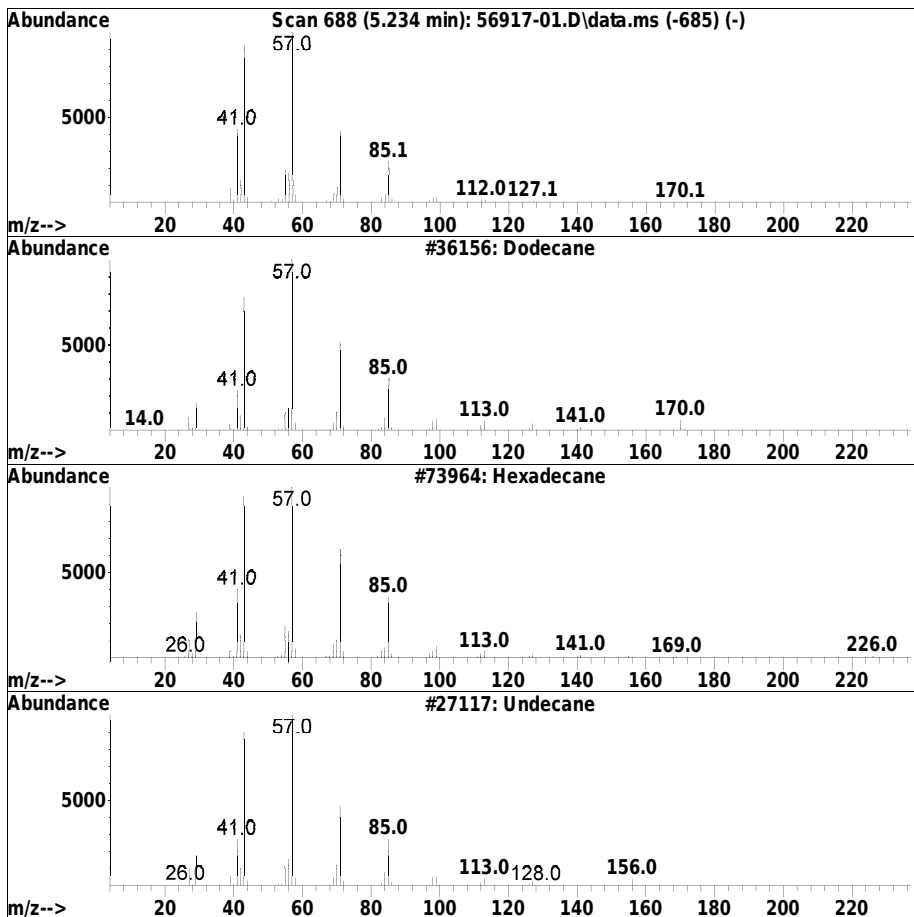 Abundance Scan 688 (5.234 min): 56917-01.D\data.ms (-685) (-)
57.0
5000 41.0
85.1
112.0 127.1 170.1
20 40 60 80 100 120 140 160 180 200 220
m/z-->
Abundance #36156: Dodecane
57.0
5000
41.0 85.0
14.0 113.0 141.0 170.0
20 40 60 80 100 120 140 160 180 200 220
m/z-->
Abundance #73964: Hexadecane
57.0
5000 41.0
85.0
26.0 113.0 141.0 169.0 226.0
20 40 60 80 100 120 140 160 180 200 220
m/z-->
Abundance #27117: Undecane
57.0
5000
41.0 85.0
26.0 113.0 128.0 156.0
20 40 60 80 100 120 140 160 180 200 220
m/z-->